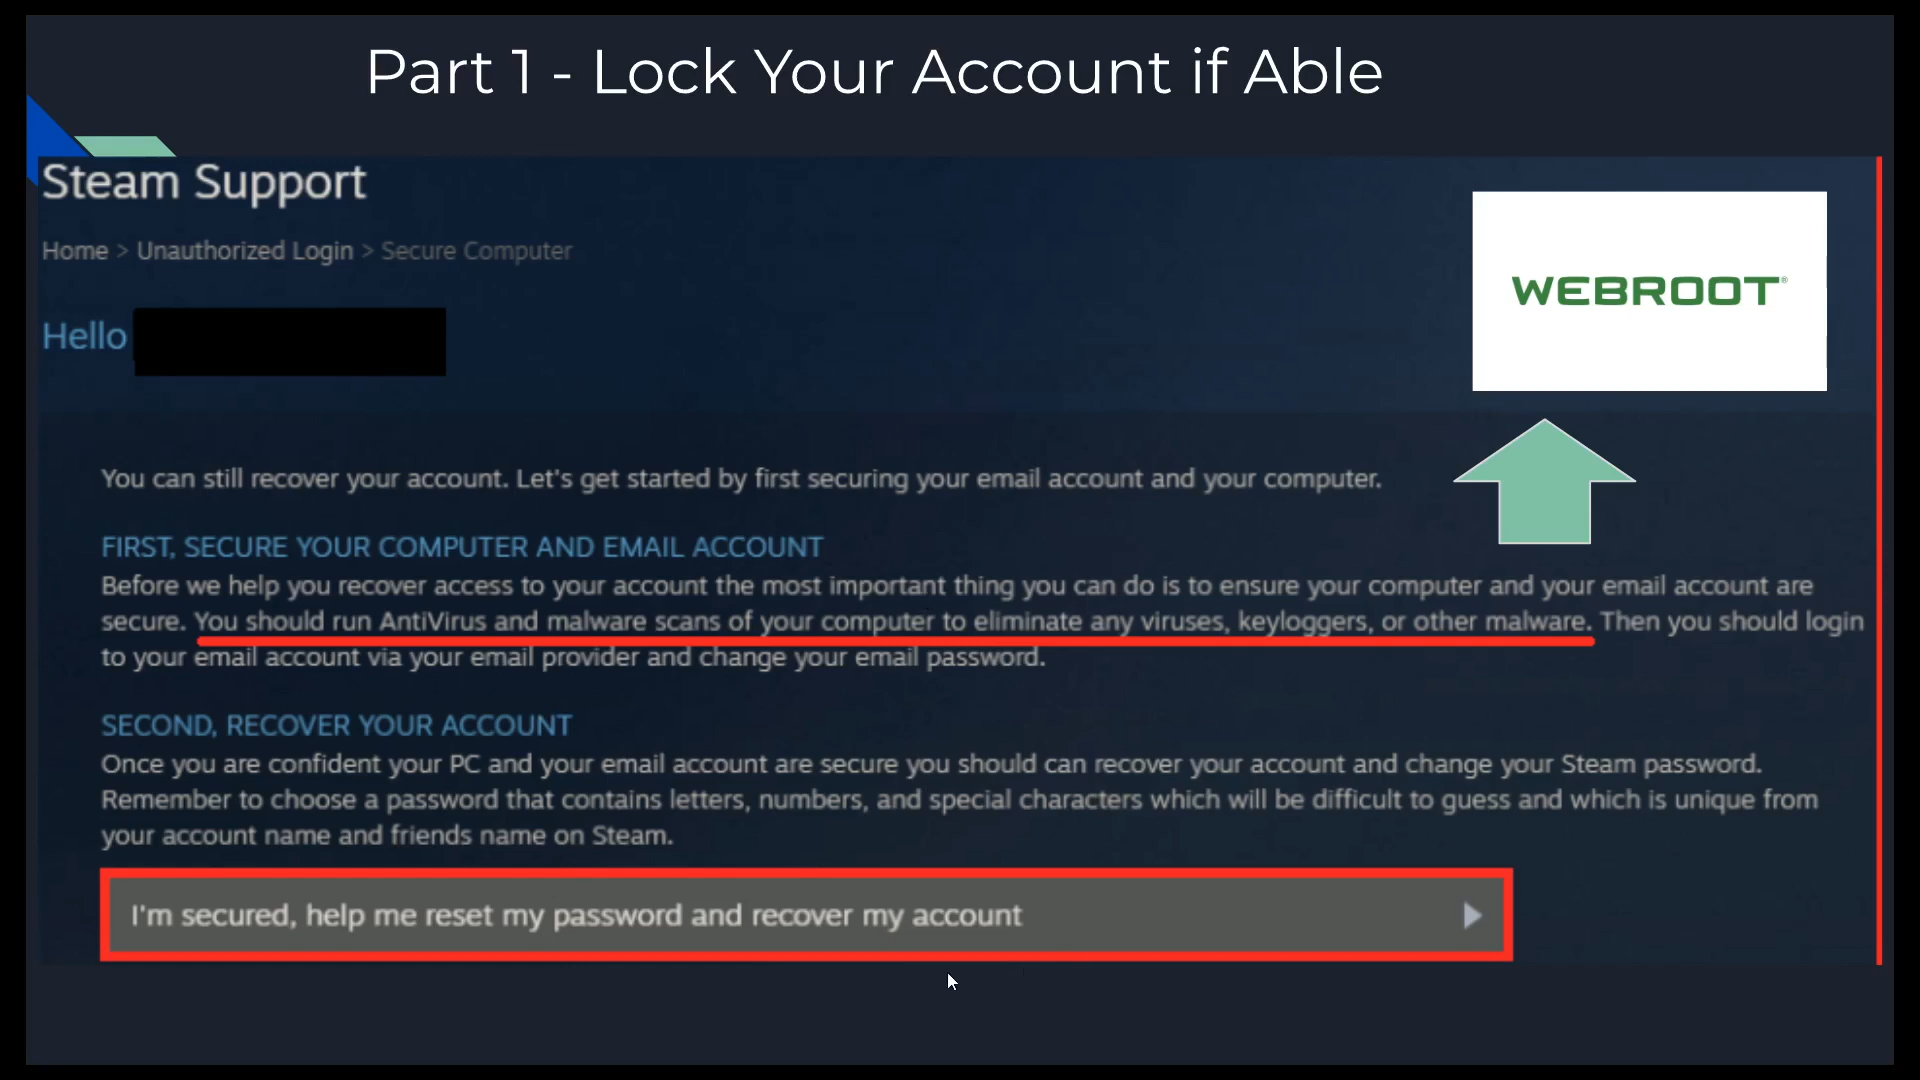 Part 1 - Lock Your Account if Able
Steam Support
Home > Unauthorized Login > Secure Computer
WEBROOT®
Hello
You can still recover your account. Let's get started by first securing your email account and your computer.
FIRST, SECURE YOUR COMPUTER AND EMAIL ACCOUNT
Before we help you recover access to your account the most important thing you can do is to ensure your computer and your email account are
secure. You should run AntiVirus and malware scans of your computer to eliminate any viruses, keyloggers, or other malware. Then you should login
to your email account via your email provider and change your email password.
SECOND, RECOVER YOUR ACCOUNT
Once you are confident your PC and your email account are secure you should can recover your account and change your Steam password.
Remember to choose a password that contains letters, numbers, and special characters which will be difficult to guess and which is unique from
your account name and friends name on Steam.
I'm secured, help me reset my password and recover my account